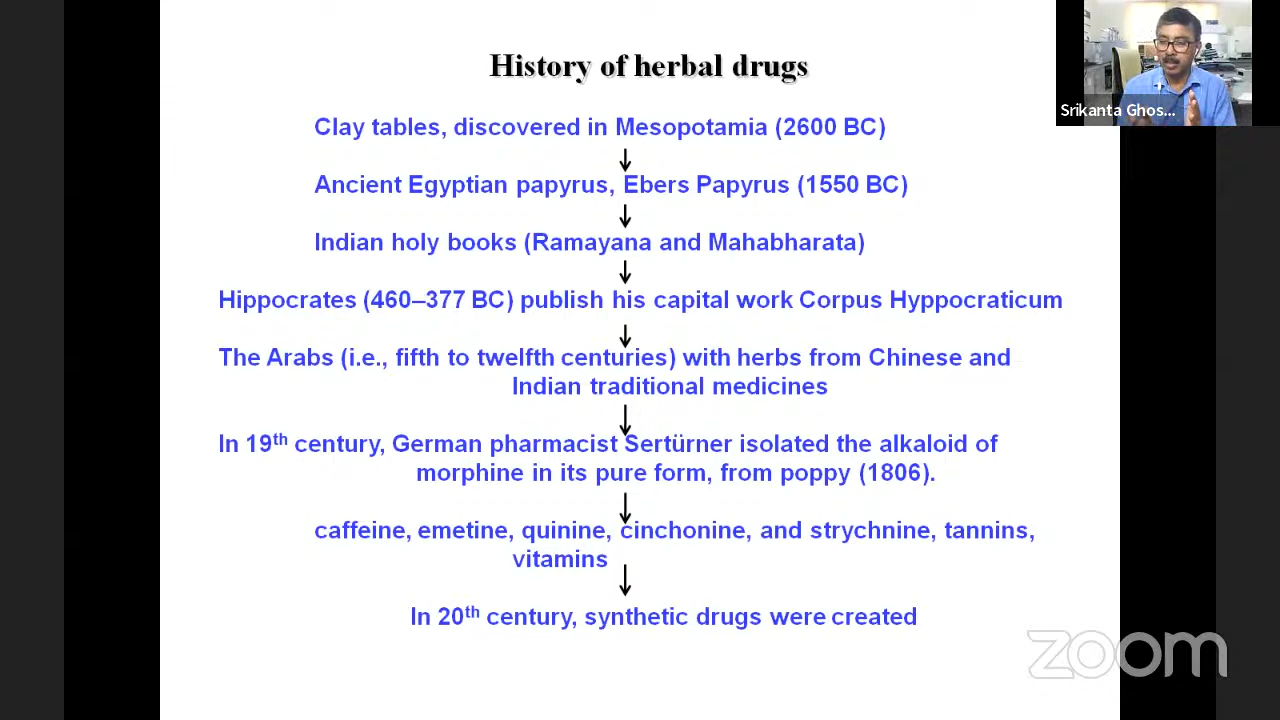 History of herbal drugs
Srikanta Ghos...
Clay tables, discovered in Mesopotamia (2600 BC)
Ancient Egyptian papyrus, Ebers Papyrus (1550 BC)
Indian holy books (Ramayana and Mahabharata)
Hippocrates (460–377 BC) publish his capital work Corpus Hyppocraticum
The Arabs (i.e., fifth to twelfth centuries) with herbs from Chinese and
Indian traditional medicines
In 19th century, German pharmacist Sertürner isolated the alkaloid of
morphine in its pure form, from poppy (1806).
caffeine, emetine, quinine, cinchonine, and strychnine, tannins,
vitamins
In 20th century, synthetic drugs were created
zoom